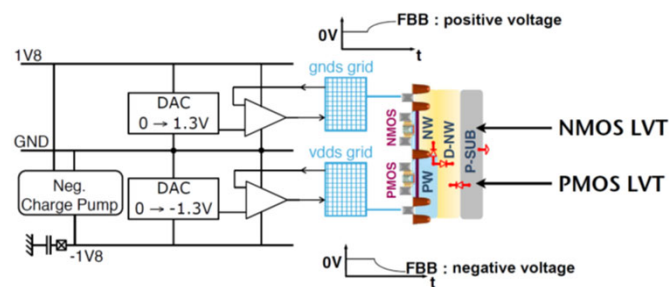 FBB : positive voltage
0V
t
1V8
gnds grid
DAC
0 → 1.3V
NMOS
NW
D-NW
P-SUB
NMOS LVT
GND
vdds grid
Neg.
Charge Pump
DAC
0 → -1.3V
PMOS
PW
PMOS LVT
-1V8
0V
FBB : negative voltage
t